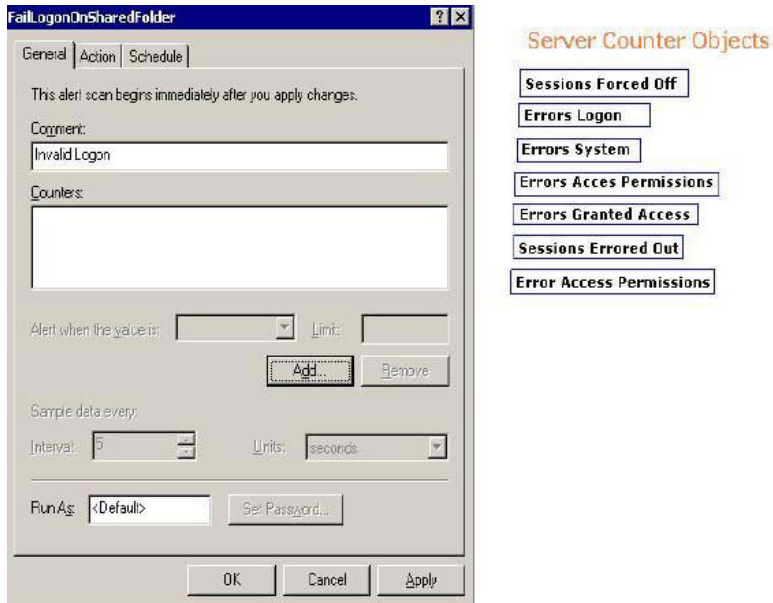 FailLogonOnSharedFolder
General Action Schedule
This alert scan begins immediately after you apply changes.
Comment:
Invalid Logon
Counters:
Alert when the value is: Limit:
Add... Remove
Sample data every:
Interval: 5 Units: seconds
Run As: <Default> Set Password...
OK Cancel Apply
Server Counter Objects
Sessions Forced Off
Errors Logon
Errors System
Errors Acces Permissions
Errors Granted Access
Sessions Errored Out
Error Access Permissions